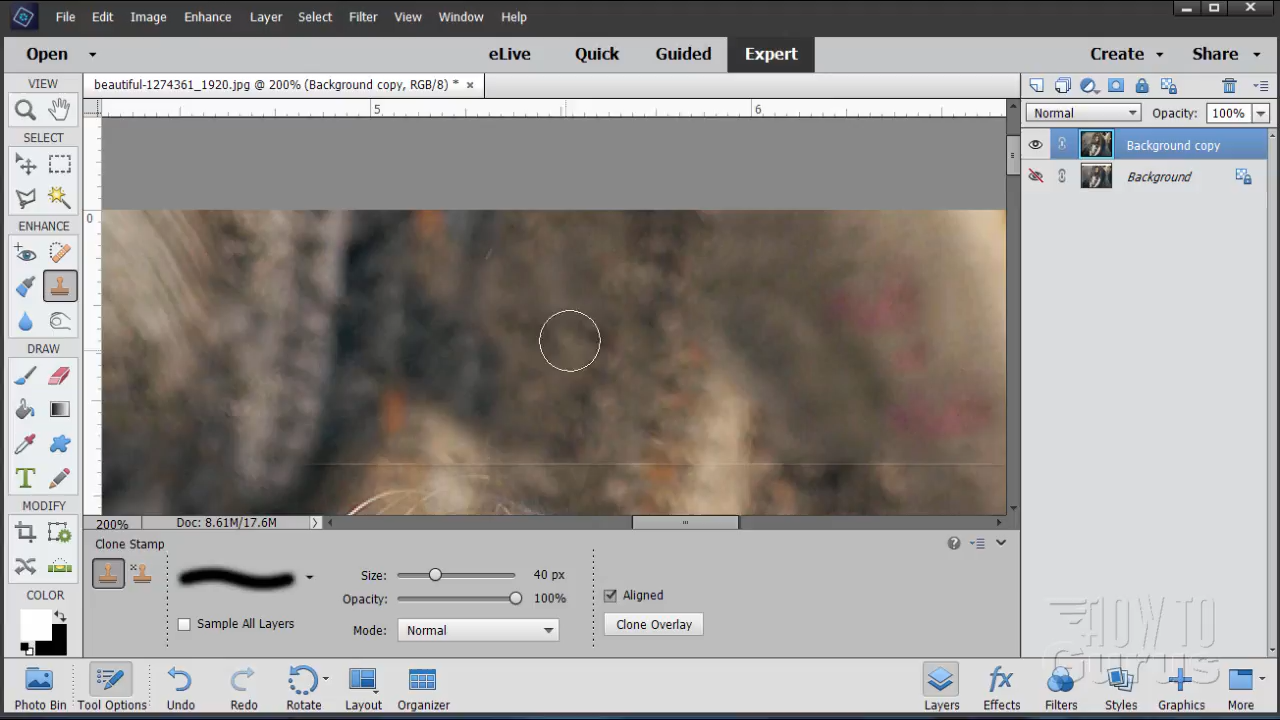 File Edit Image Enhance Layer Select Filter View Window Help
Open eLive Quick Guided Expert Create Share
VIEW beautiful-1274361_1920.jpg @ 200% (Background copy, RGB/8) * ×
5 6
Normal Opacity: 100%
SELECT
Background copy
Background
0
ENHANCE
DRAW
T
MODIFY
200% Doc: 8.61M/17.6M
Clone Stamp
Size: 40 px
Opacity: 100%
Aligned
COLOR
Sample All Layers
Mode: Normal
Clone Overlay
HOW TO
Gurus
Photo Bin Tool Options Undo Redo Rotate Layout Organizer Layers Effects Filters Styles Graphics More
fx